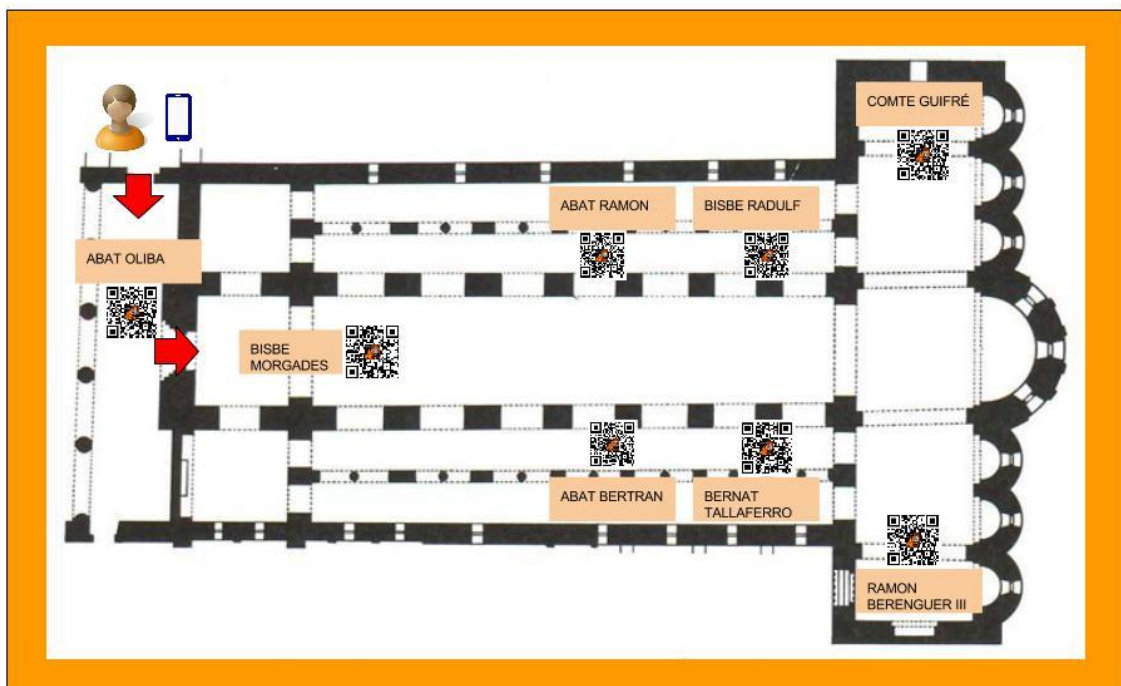 COMTE GUIFRÉ
ABAT RAMON
BISBE RADULF
ABAT OLIBA
BISBE
MORGADES
ABAT BERTRAN
BERNAT
TALLAFERRO
RAMON
BERENGUER III